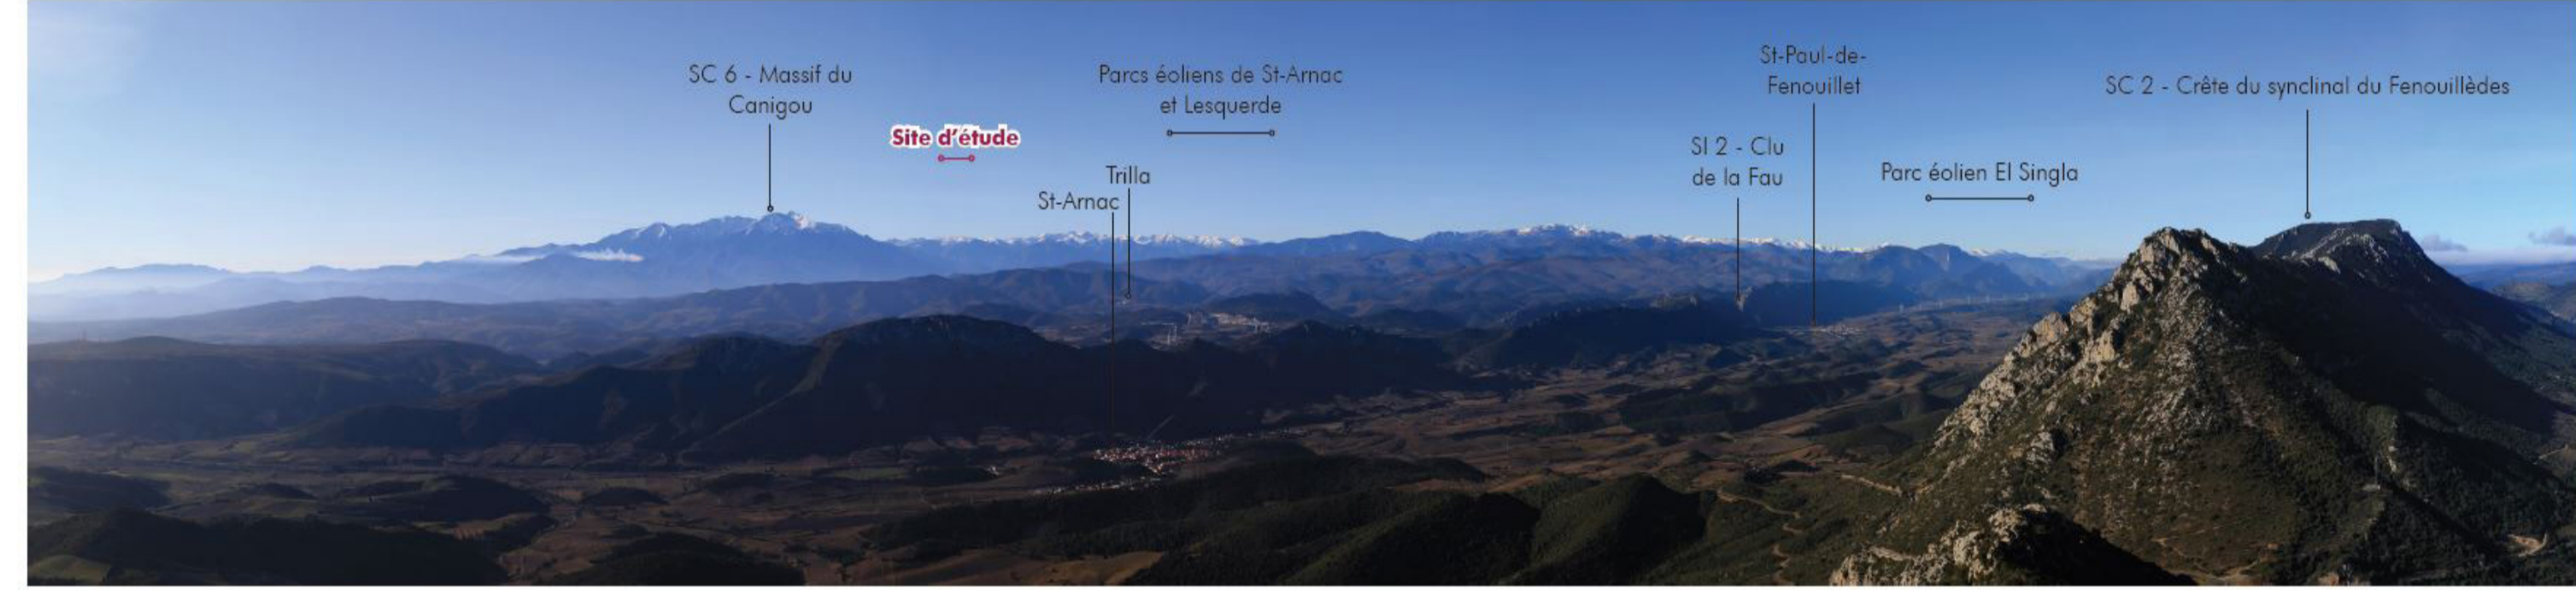 SC 6 - Massif du
Canigou
Site d'étude
Parcs éoliens de St-Arnac
et Lesquerde
Trilla
St-Arnac
St-Paul-de-
Fenouillet
SI 2 - Clu
de la Fau
Parc éolien El Singla
SC 2 - Crête du synclinal du Fenouillèdes